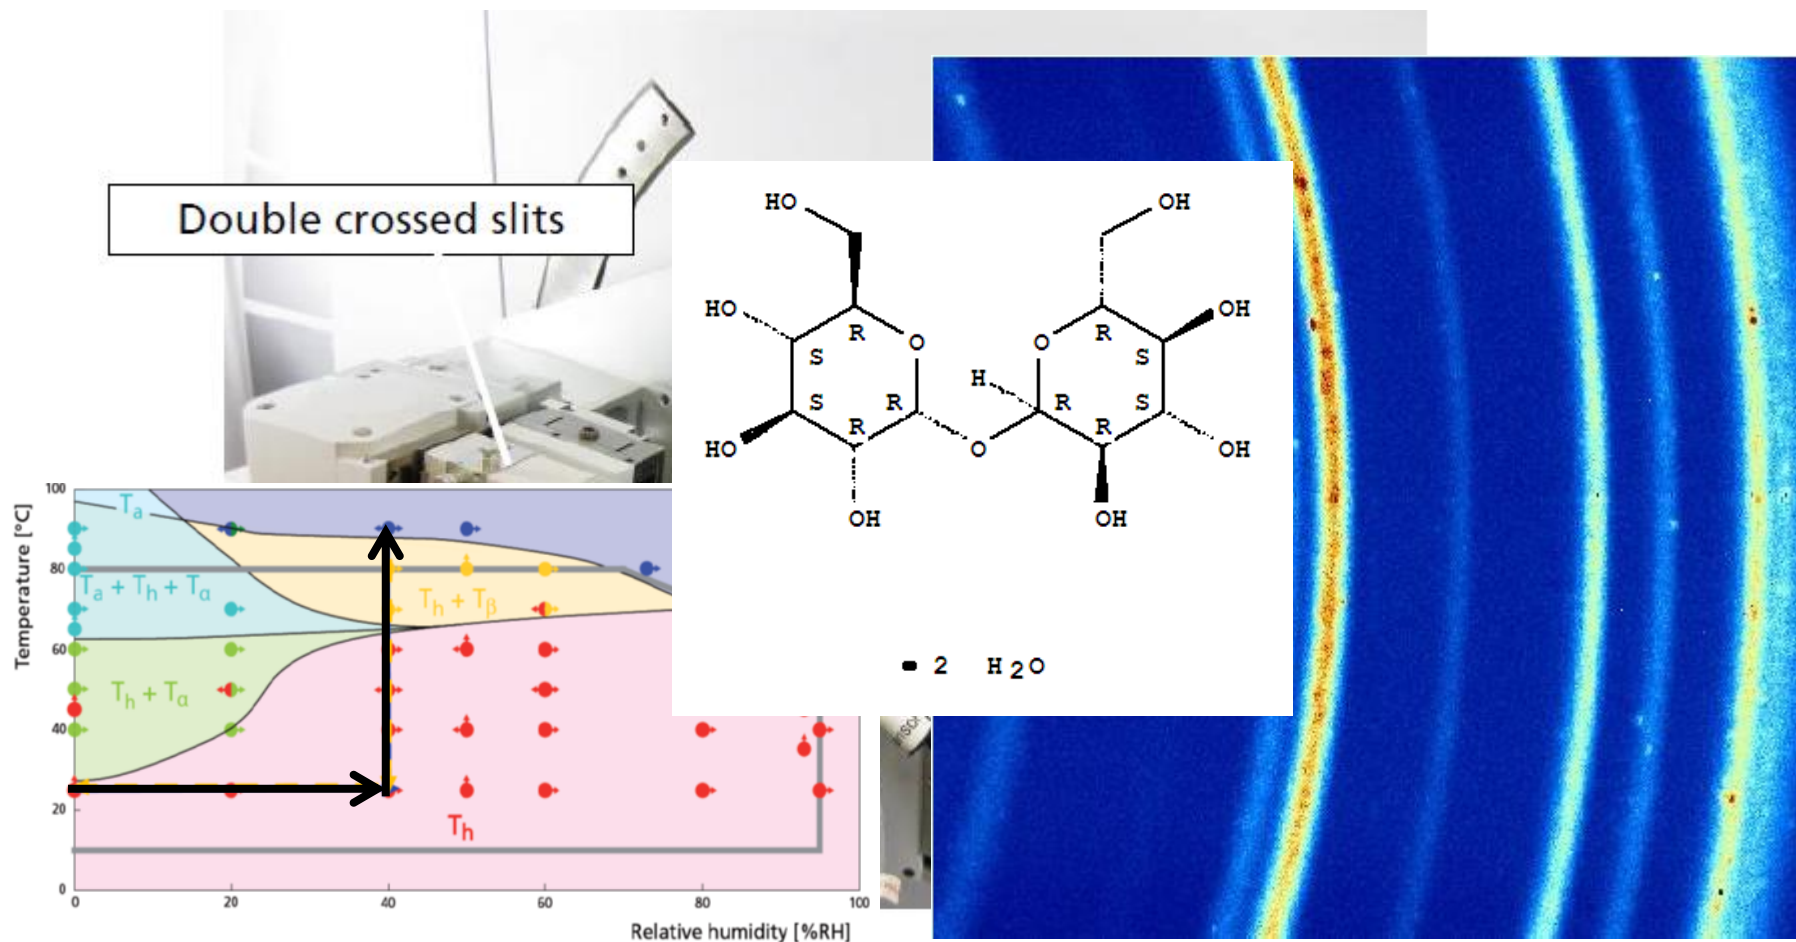 Double crossed slits
HO
OH
HO
OH
R
O
O
R
S
S
H
S
R
R
S
HO
R
O
R
OH
OH
OH
2 H2O
Temperature [°C]
100
80
60
40
20
0
Ta
Ta + Th + Tα
Th + Tβ
Th + Tα
Th
0
20
40
60
80
100
Relative humidity [%RH]